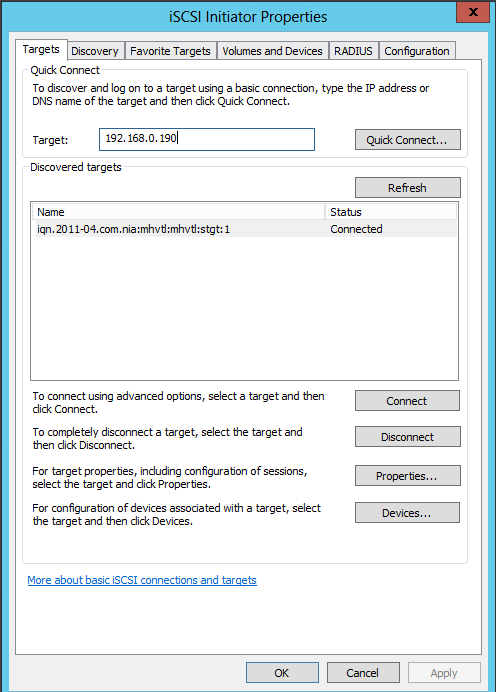 iSCSI Initiator Properties
x
Targets Discovery Favorite Targets Volumes and Devices RADIUS Configuration
Quick Connect
To discover and log on to a target using a basic connection, type the IP address or
DNS name of the target and then click Quick Connect.
Target: 192.168.0.190 Quick Connect...
Discovered targets
Refresh
Name Status
iqn.2011-04.com.nia:mhvtl:mhvtl:stgt:1 Connected
To connect using advanced options, select a target and then
click Connect.
Connect
To completely disconnect a target, select the target and
then click Disconnect.
Disconnect
For target properties, including configuration of sessions,
select the target and click Properties.
Properties...
For configuration of devices associated with a target, select
the target and then click Devices.
Devices...
More about basic iSCSI connections and targets
OK Cancel Apply